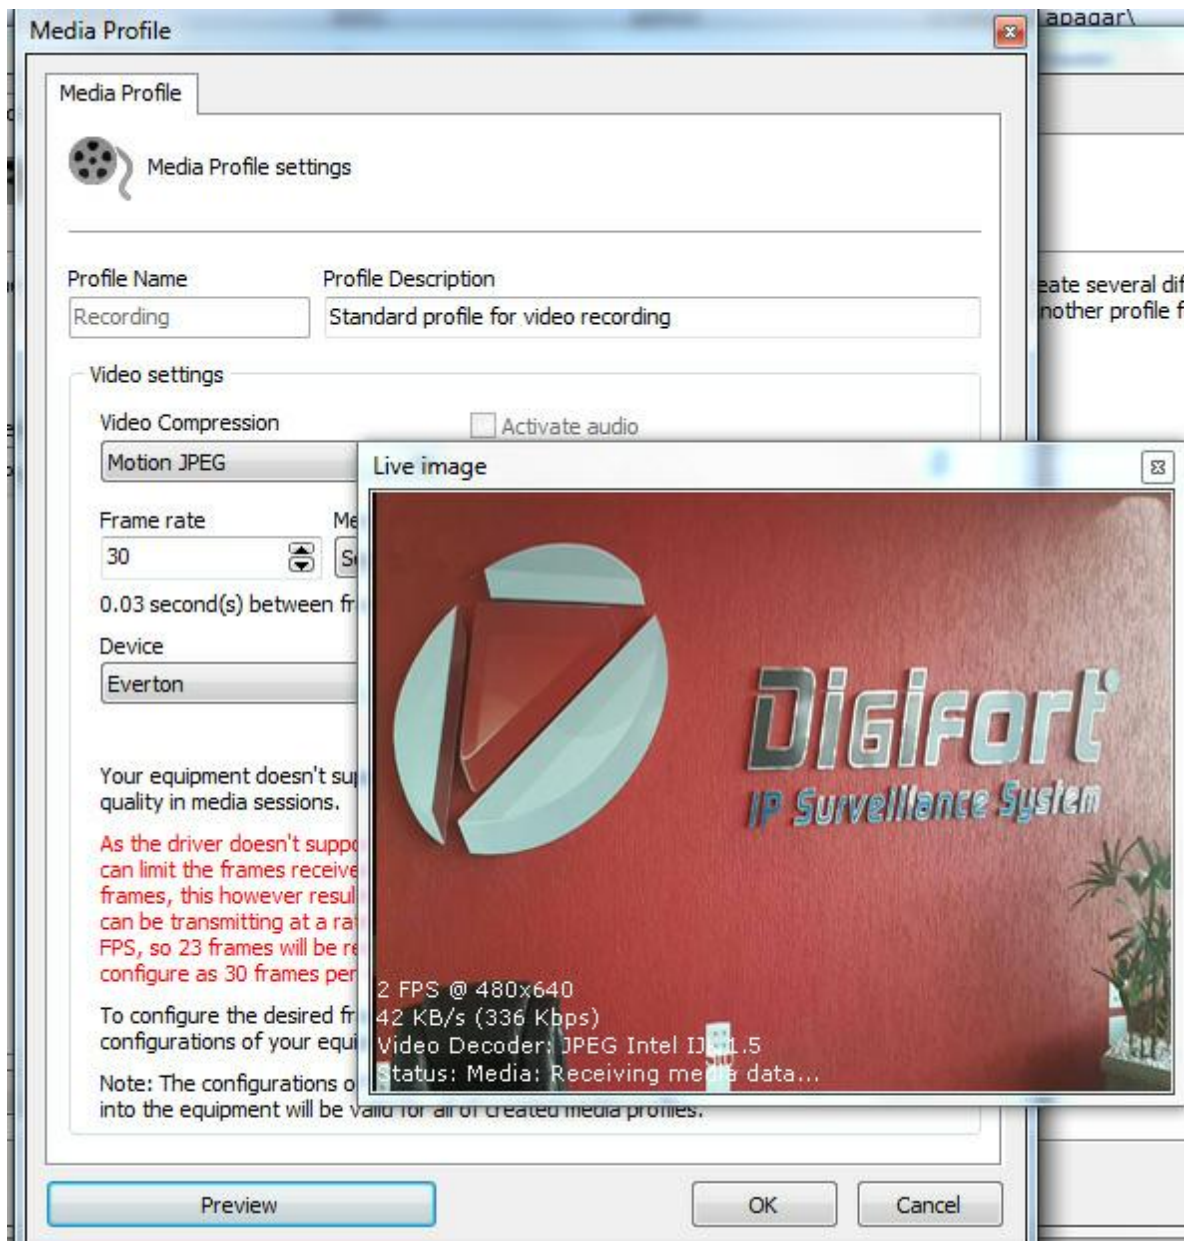 apagar\
Media Profile
Media Profile
Media Profile settings
Profile Name
Profile Description
Recording
Standard profile for video recording
eate several dif
nother profile f
Video settings
Video Compression
Activate audio
Motion JPEG
Live image
Frame rate
Me
30
0.03 second(s) between fr
Device
Everton
DIGIFORT
IP Surveillance System
Your equipment doesn't su
quality in media sessions.
As the driver doesn't suppo
can limit the frames receive
frames, this however resul
can be transmitting at a ra
FPS, so 23 frames will be re
configure as 30 frames per
To configure the desired fr
configurations of your equi
Note: The configurations o
into the equipment will be valid for all of created media profiles.
2 FPS @ 480x640
42 KB/s (336 Kbps)
Video Decoder: JPEG Intel IJL 1.5
Status: Media: Receiving media data...
Preview
OK
Cancel